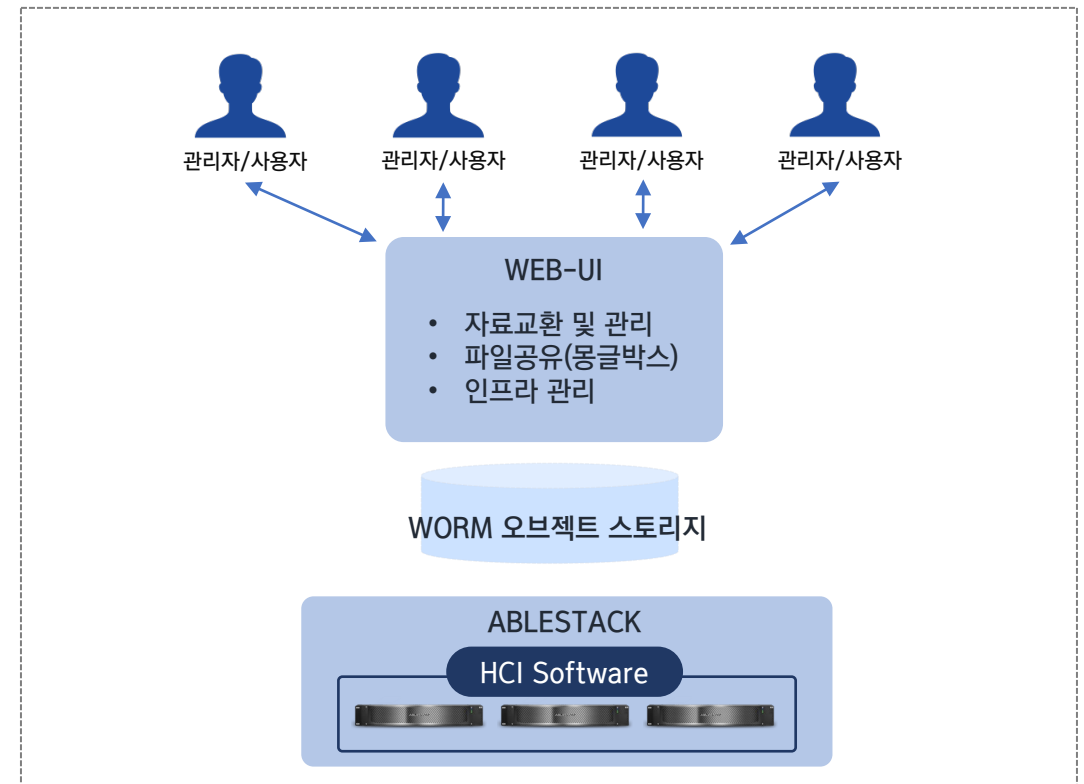 관리자/사용자 관리자/사용자 관리자/사용자 관리자/사용자
WEB-UI
• 자료교환 및 관리
• 파일공유(몽글박스)
• 인프라 관리
WORM 오브젝트 스토리지
ABLESTACK
HCI Software